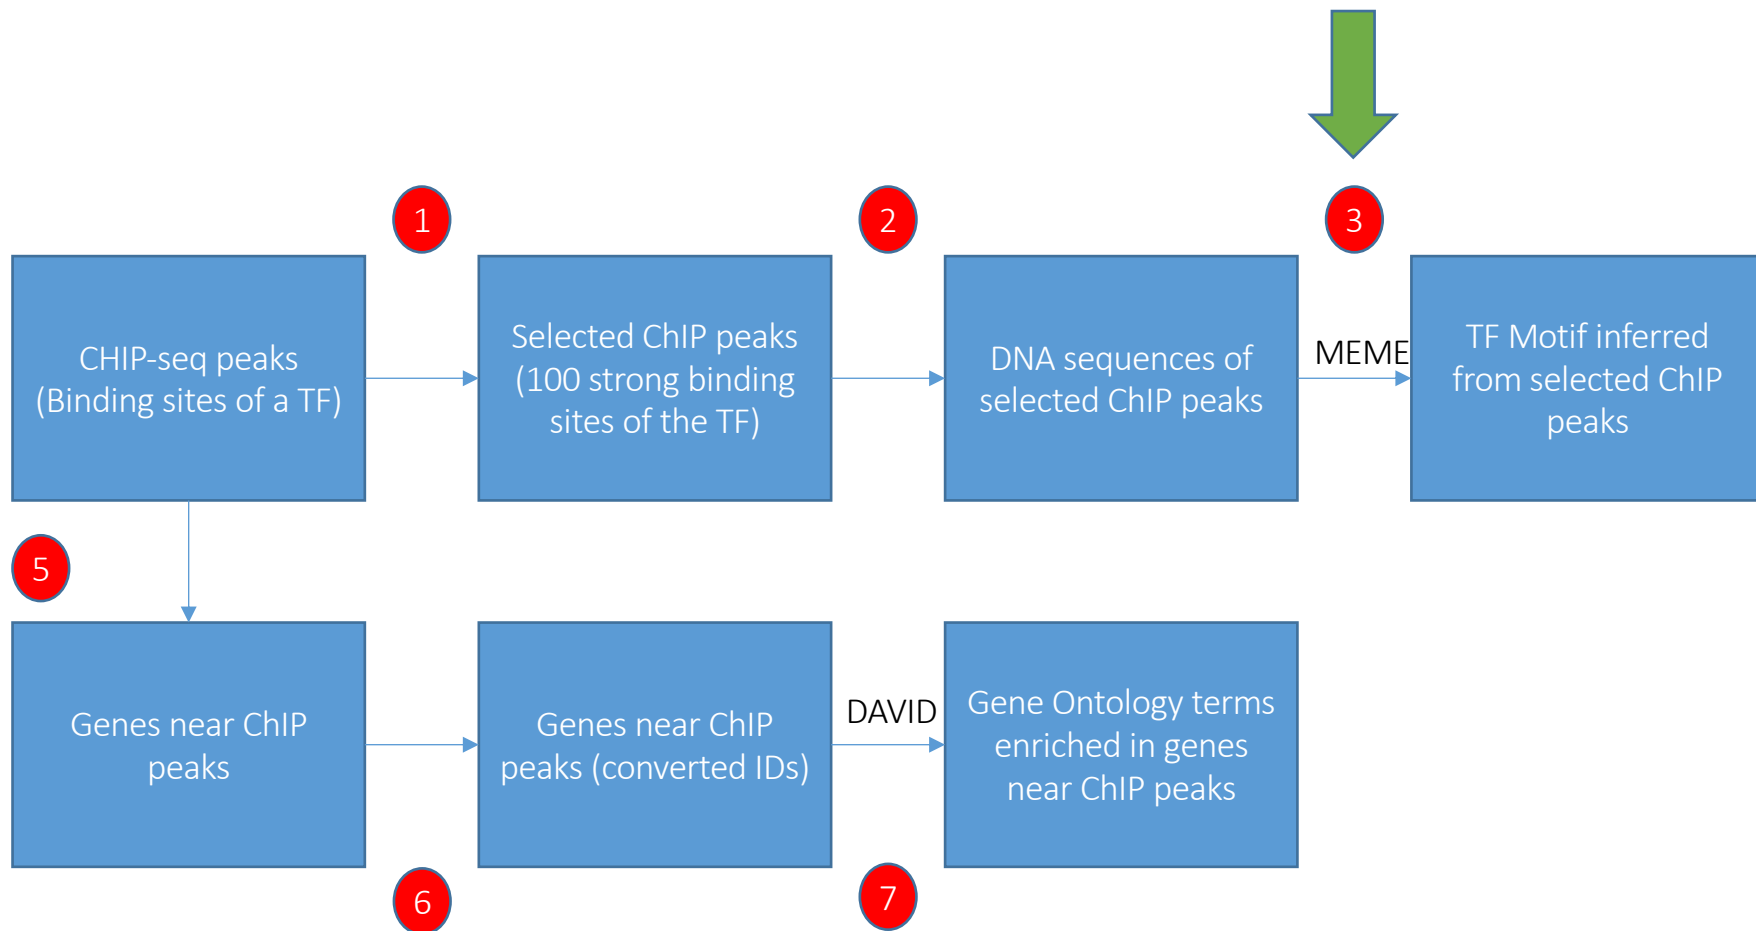 1
2
3
CHIP-seq peaks
(Binding sites of a TF)
Selected ChIP peaks
(100 strong binding
sites of the TF)
DNA sequences of
selected ChIP peaks
MEME
TF Motif inferred
from selected ChIP
peaks
5
Genes near ChIP
peaks
Genes near ChIP
peaks (converted IDs)
DAVID
Gene Ontology terms
enriched in genes
near ChIP peaks
6
7